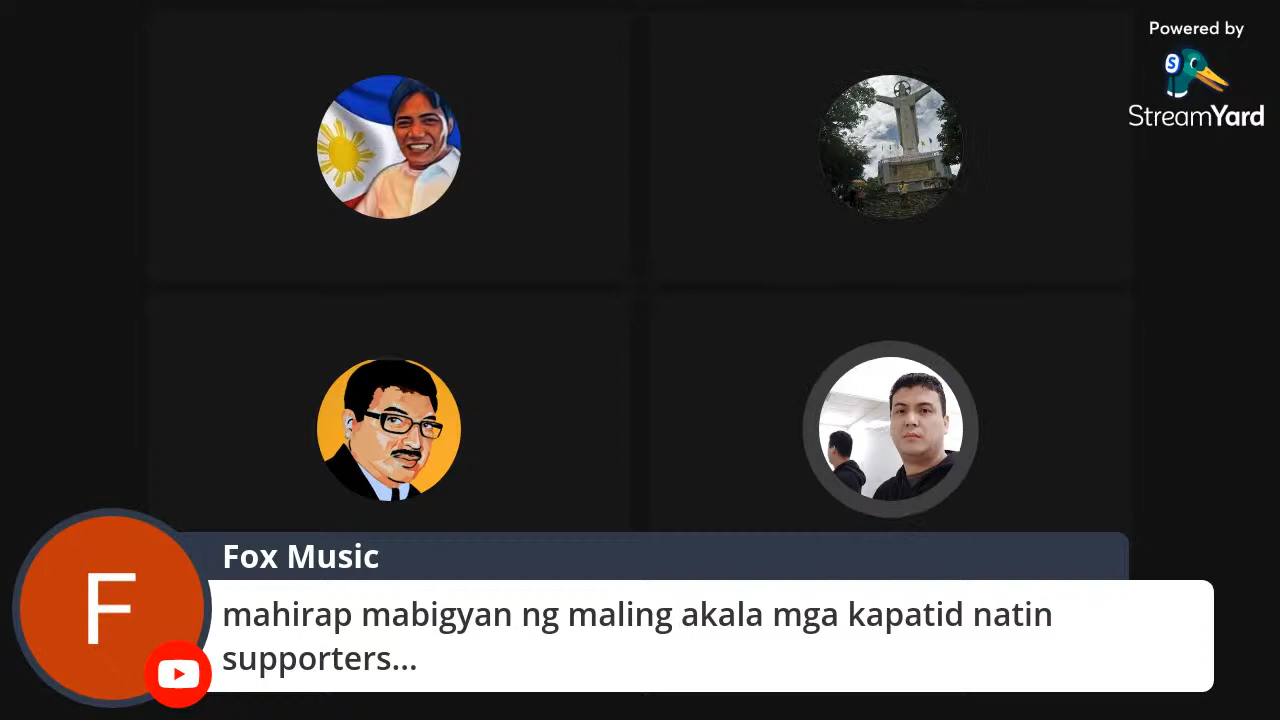 Powered by
StreamYard
Fox Music
F
mahirap mabigyan ng maling akala mga kapatid natin
supporters...